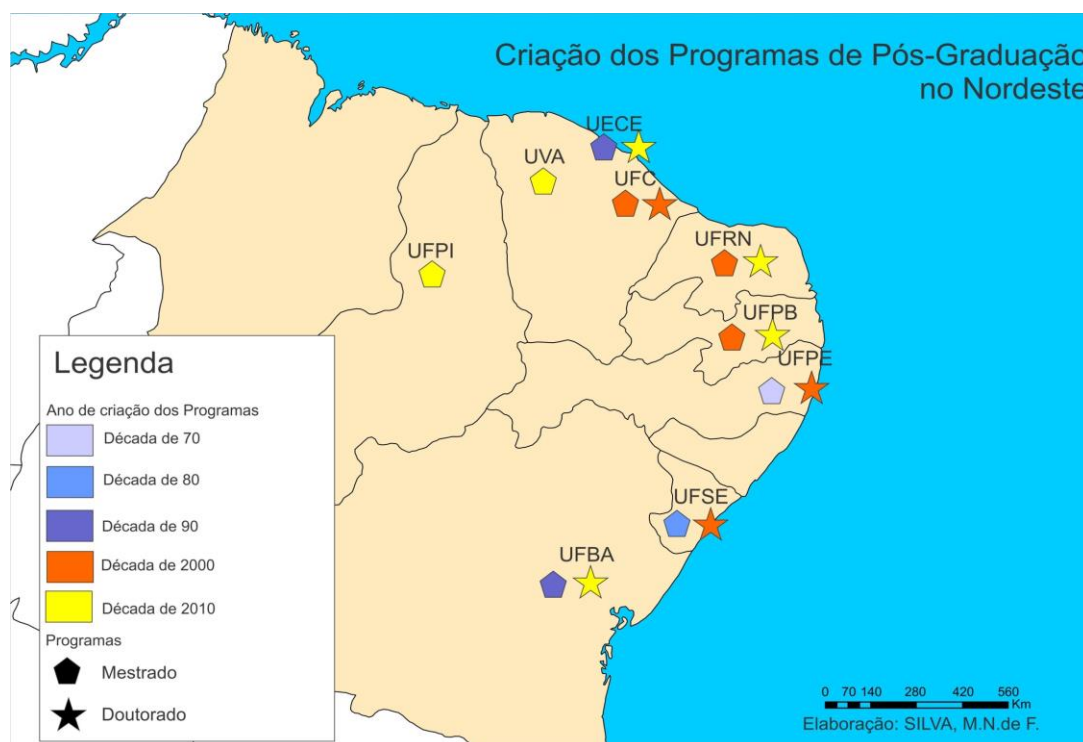 Criação dos Programas de Pós-Graduação
no Nordeste
UECE
UVA
UFC
UFRN
UFPI
UFPB
UFPE
UFSE
UFBA
Legenda
Ano de criação dos Programas
Década de 70
Década de 80
Década de 90
Década de 2000
Década de 2010
Programas
Mestrado
Doutorado
0 70 140 280 420 560
Km
Elaboração: SILVA, M.N.de F.